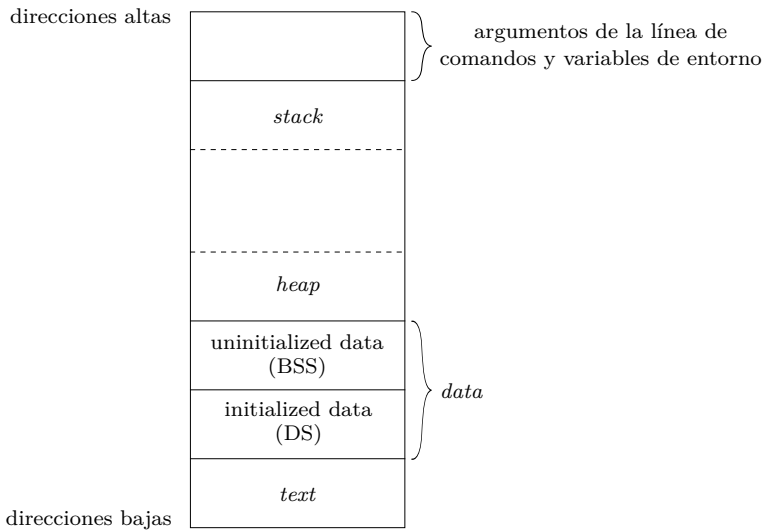 direcciones altas
argumentos de la línea de
comandos y variables de entorno
stack
heap
uninitialized data
(BSS)
data
initialized data
(DS)
text
direcciones bajas